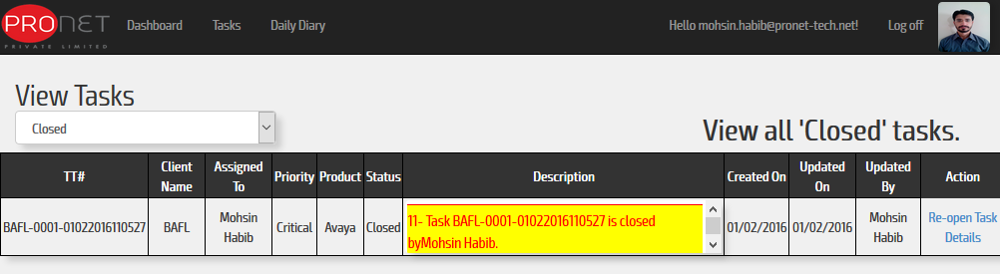 PRONET
PRIVATE LIMITED
Dashboard
Tasks
Daily Diary
Hello mohsin.habib@pronet-tech.net!
Log off
View Tasks
Closed
View all 'Closed' tasks.
TT#
Client
Name
Assigned
To
Priority
Product
Status
Description
Created On
Updated
On
Updated
By
Action
BAFL-0001-01022016110527
BAFL
Mohsin
Habib
Critical
Avaya
Closed
11- Task BAFL-0001-01022016110527 is closed
byMohsin Habib.
01/02/2016
01/02/2016
Mohsin
Habib
Re-open Task
Details